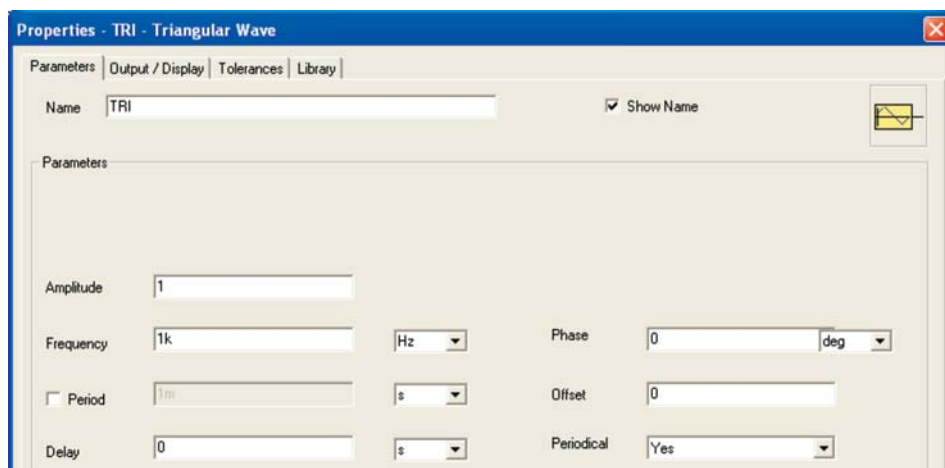 Properties - TRI - Triangular Wave
Parameters Output / Display Tolerances Library
Name TRI Show Name
Parameters
Amplitude 1
Frequency 1k Hz Phase 0 deg
Period 1m s Offset 0
Delay 0 s Periodical Yes